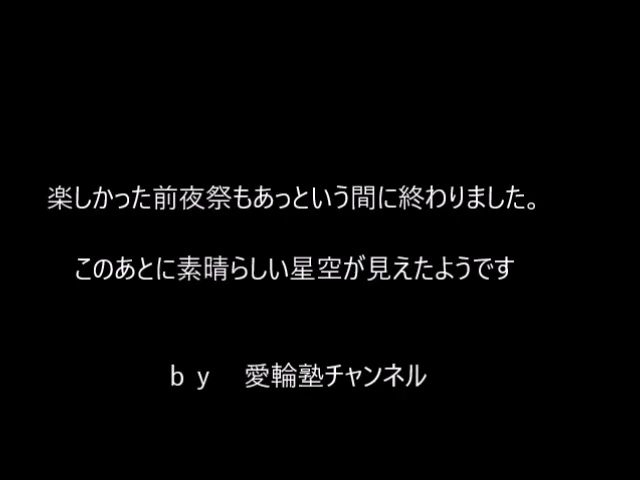 楽しかった前夜祭もあっという間に終わりました。
このあとに素晴らしい星空が見えたようです
ｂｙ　愛輪塾チャンネル